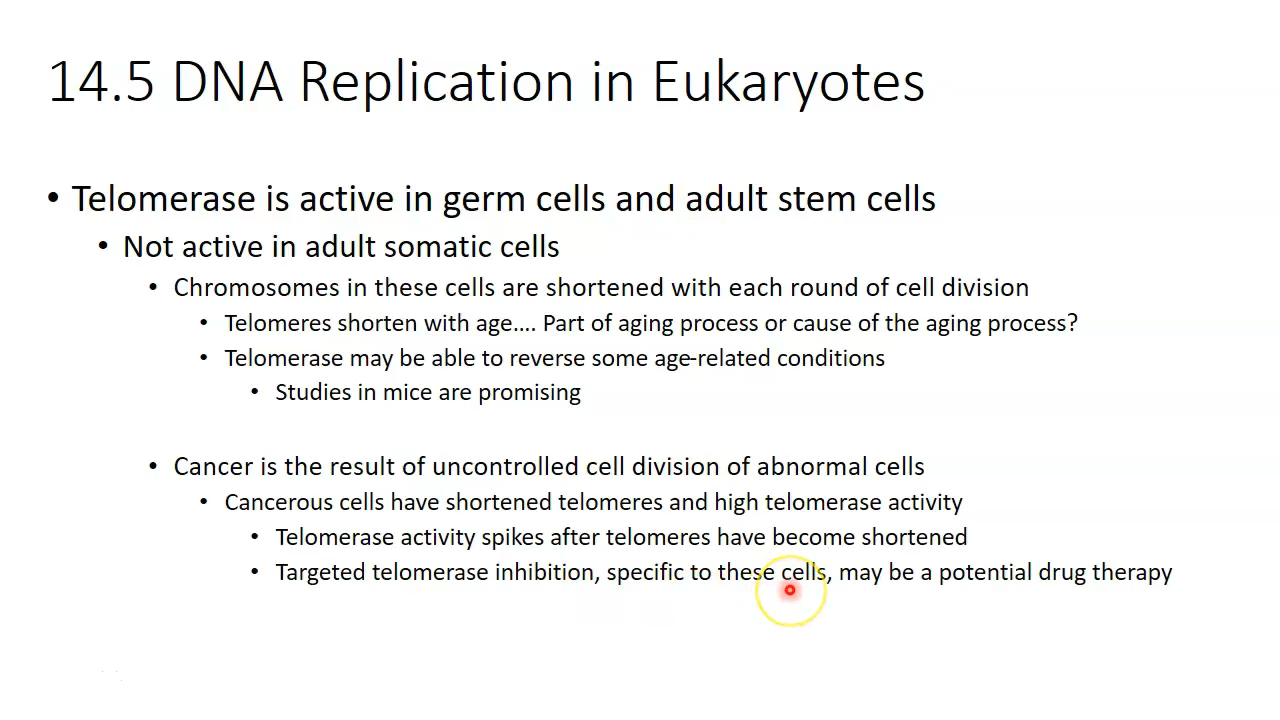 14.5 DNA Replication in Eukaryotes
• Telomerase is active in germ cells and adult stem cells
• Not active in adult somatic cells
• Chromosomes in these cells are shortened with each round of cell division
• Telomeres shorten with age.... Part of aging process or cause of the aging process?
• Telomerase may be able to reverse some age-related conditions
• Studies in mice are promising
• Cancer is the result of uncontrolled cell division of abnormal cells
• Cancerous cells have shortened telomeres and high telomerase activity
• Telomerase activity spikes after telomeres have become shortened
• Targeted telomerase inhibition, specific to these cells, may be a potential drug therapy